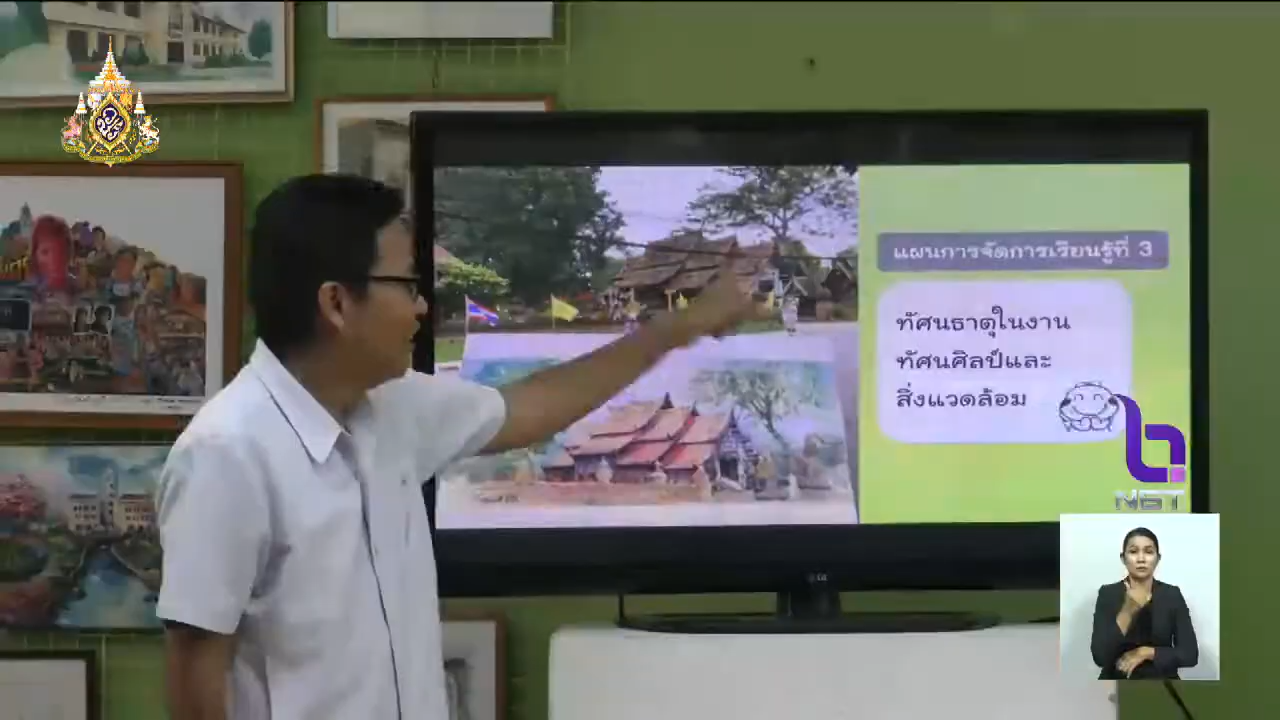 แผนการจัดการเรียนรู้ที่ 3
ทัศนธาตุในงาน
ทัศนศิลป์และ
สิ่งแวดล้อม
NBT
LG